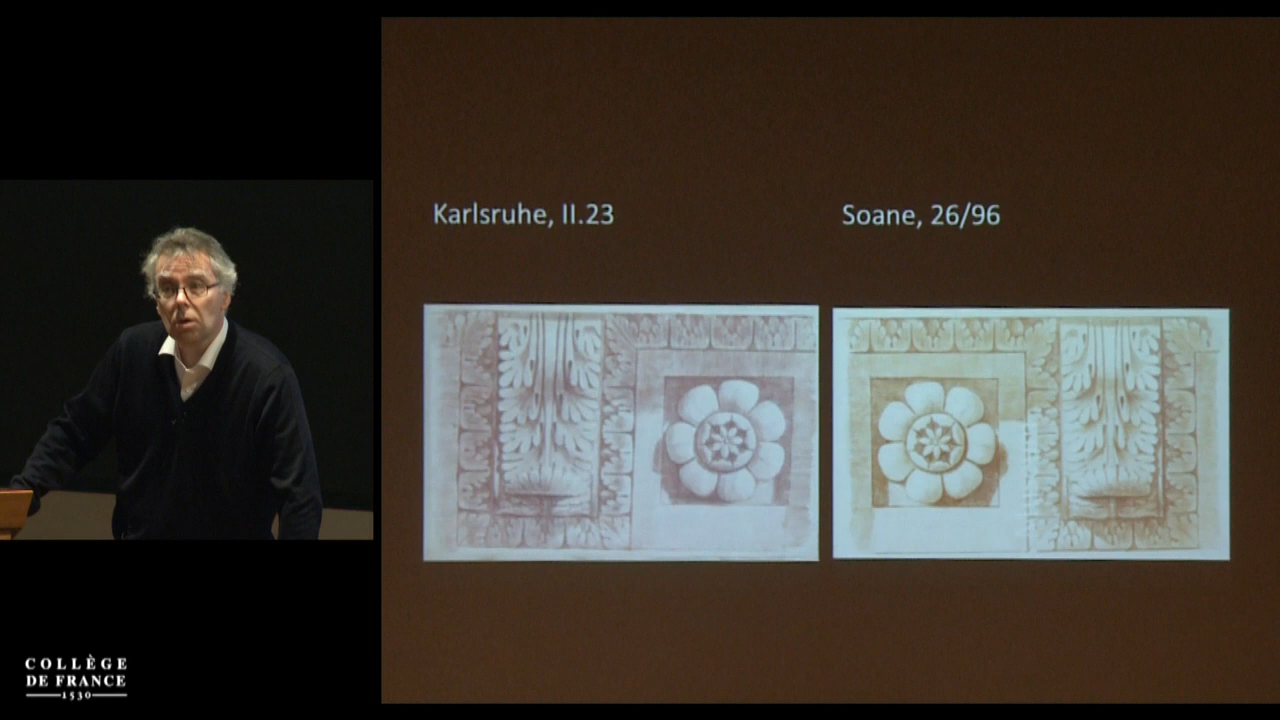 Karlsruhe, II.23
Soane, 26/96
COLLÈGE
DE FRANCE
1530